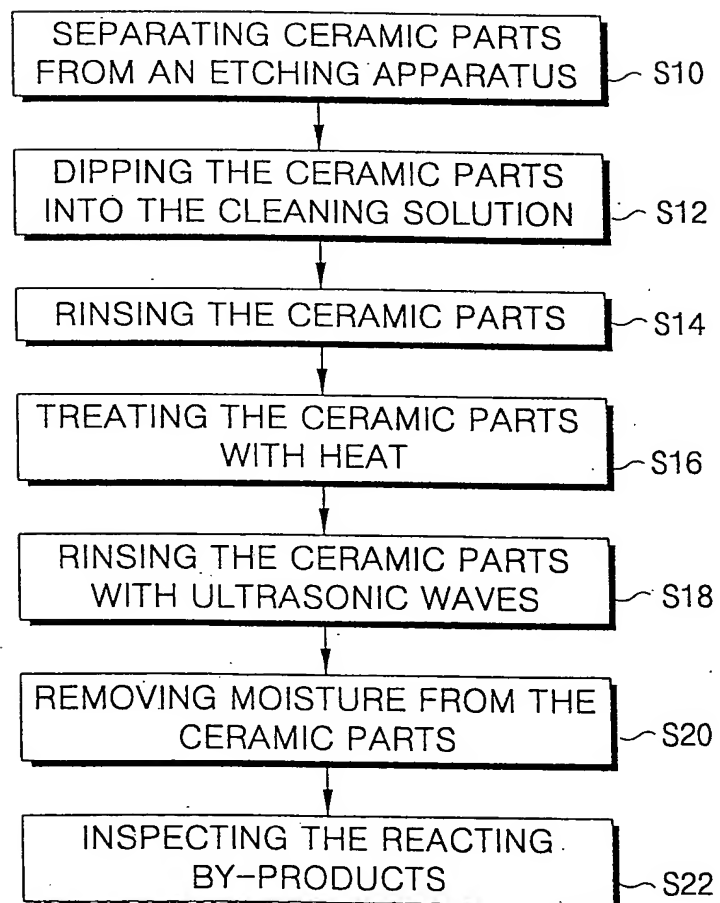 SEPARATING CERAMIC PARTS
FROM AN ETCHING APPARATUS
S10
DIPPING THE CERAMIC PARTS
INTO THE CLEANING SOLUTION
S12
RINSING THE CERAMIC PARTS
S14
TREATING THE CERAMIC PARTS
WITH HEAT
S16
RINSING THE CERAMIC PARTS
WITH ULTRASONIC WAVES
S18
REMOVING MOISTURE FROM THE
CERAMIC PARTS
S20
INSPECTING THE REACTING
BY-PRODUCTS
S22